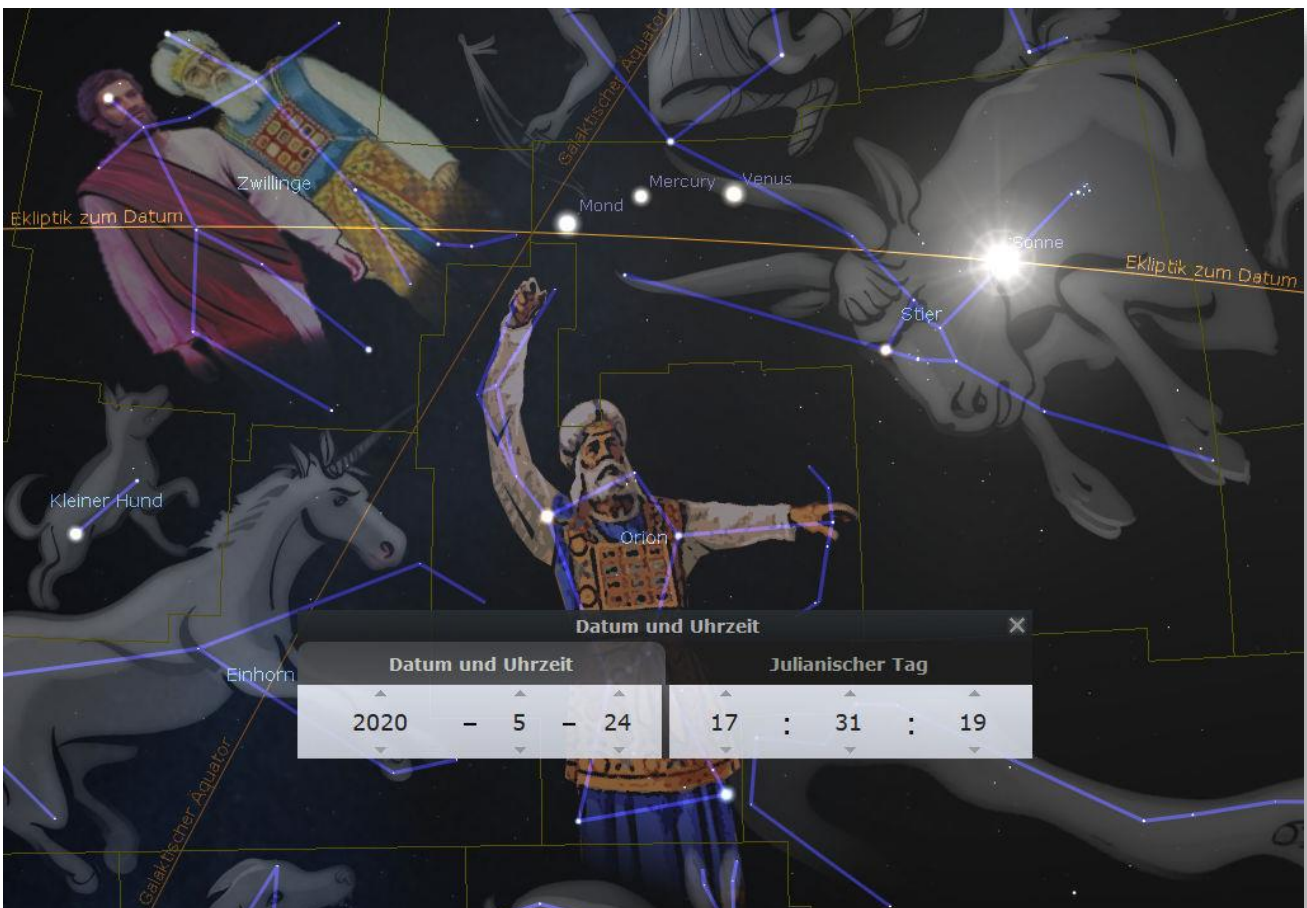 Galaktischer Äquator
Zwillinge
Mercury
Venus
Mond
Ekliptik zum Datum
Sonne
Ekliptik zum Datum
Stier
Kleiner Hund
Orion
Datum und Uhrzeit ×
Datum und Uhrzeit
Julianischer Tag
Einhorn
2020 – 5 – 24 17 : 31 : 19
Galaktischer Äquator